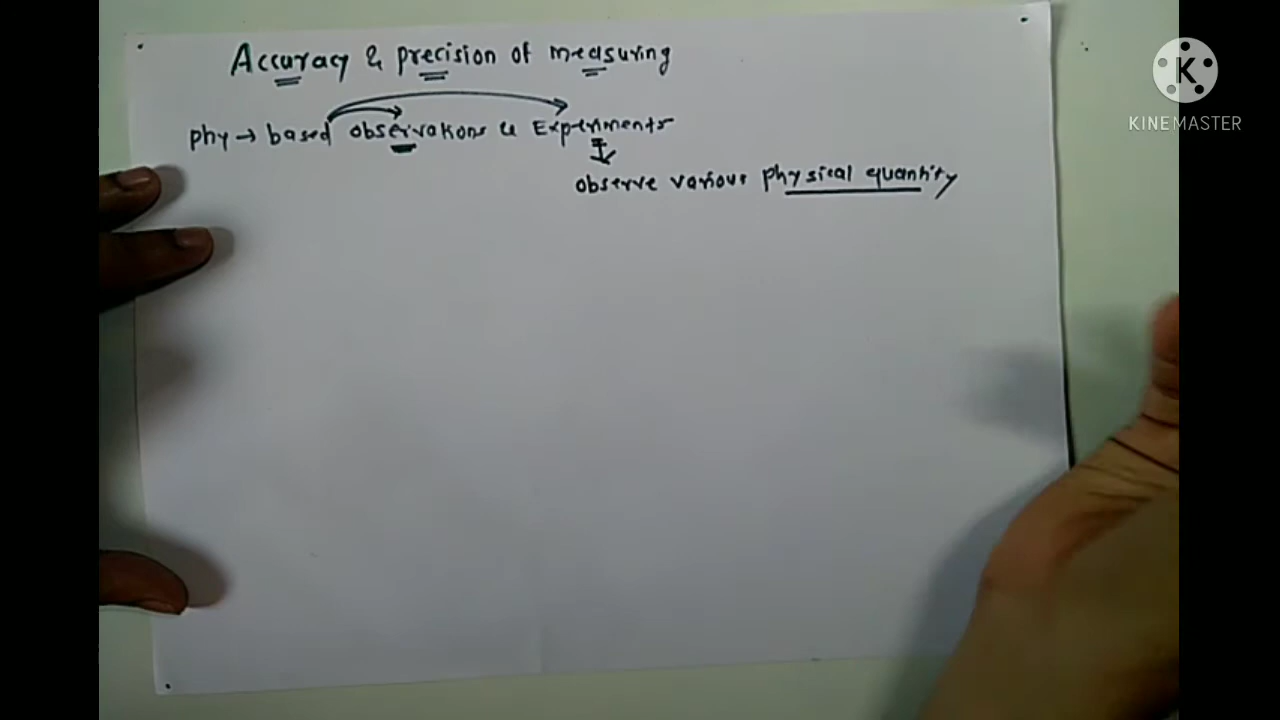 Accuracy & precision of measuring
phy → based observations & Experiments
observe various physical quantity
K
KINEMASTER